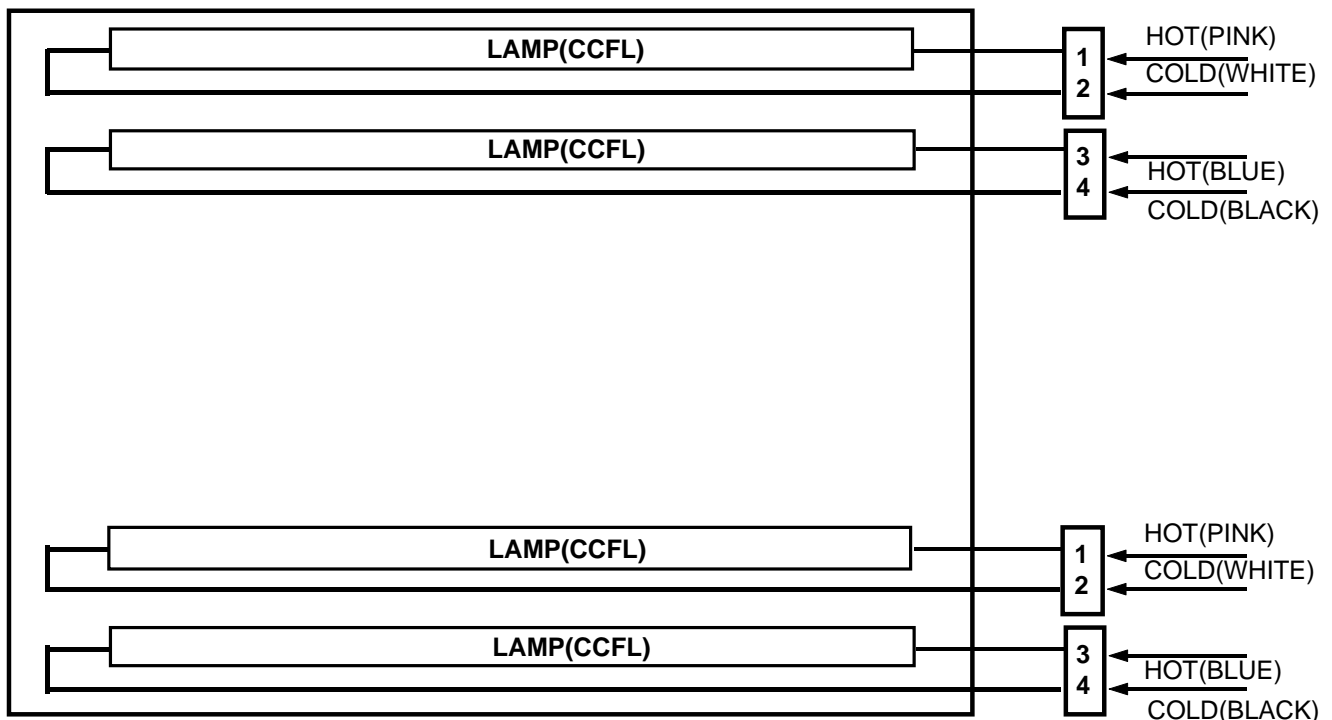 HOT(PINK)
LAMP(CCFL)
1
COLD(WHITE)
2
LAMP(CCFL)
3
HOT(BLUE)
4
COLD(BLACK)
HOT(PINK)
LAMP(CCFL)
1
COLD(WHITE)
2
LAMP(CCFL)
3
HOT(BLUE)
4
COLD(BLACK)